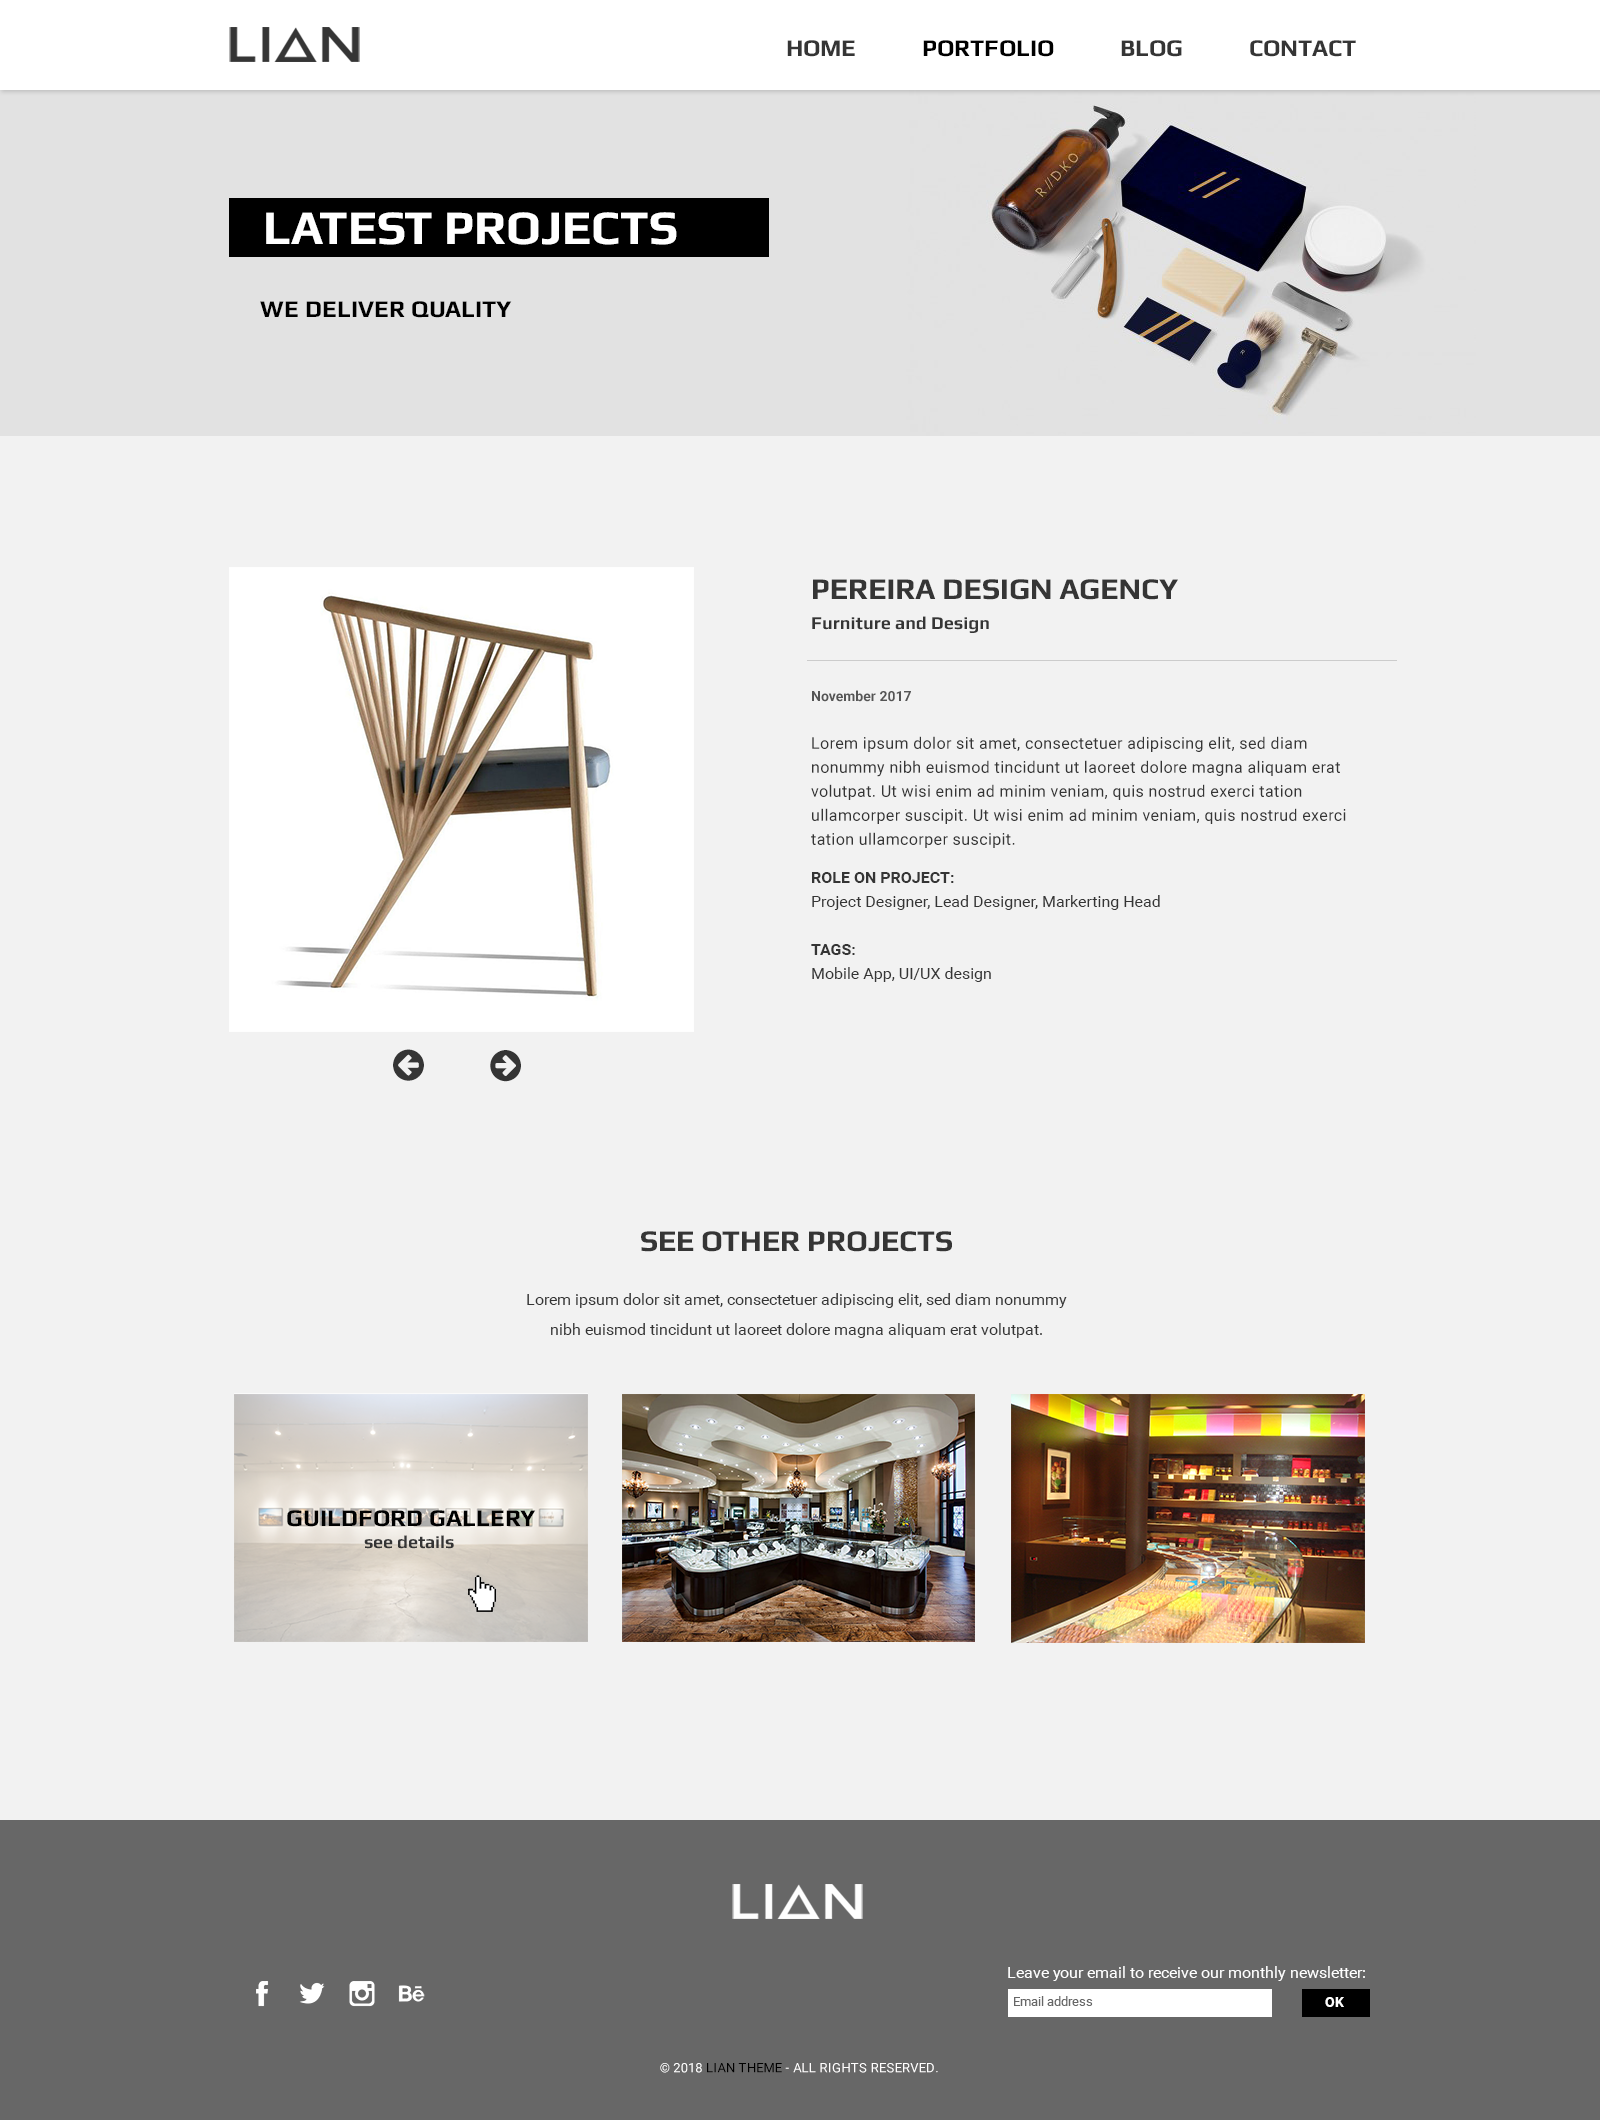 LIAN
HOME PORTFOLIO BLOG CONTACT
R//DKO
LATEST PROJECTS
WE DELIVER QUALITY
R
PEREIRA DESIGN AGENCY
Furniture and Design
November 2017
Lorem ipsum dolor sit amet, consectetuer adipiscing elit, sed diam
nonummy nibh euismod tincidunt ut laoreet dolore magna aliquam erat
volutpat. Ut wisi enim ad minim veniam, quis nostrud exerci tation
ullamcorper suscipit. Ut wisi enim ad minim veniam, quis nostrud exerci
tation ullamcorper suscipit.
ROLE ON PROJECT:
Project Designer, Lead Designer, Markerting Head
TAGS:
Mobile App, UI/UX design
SEE OTHER PROJECTS
Lorem ipsum dolor sit amet, consectetuer adipiscing elit, sed diam nonummy
nibh euismod tincidunt ut laoreet dolore magna aliquam erat volutpat.
GUILDFORD GALLERY
see details
LIAN
Leave your email to receive our monthly newsletter:
Email address
OK
Bē
© 2018 LIAN THEME - ALL RIGHTS RESERVED.